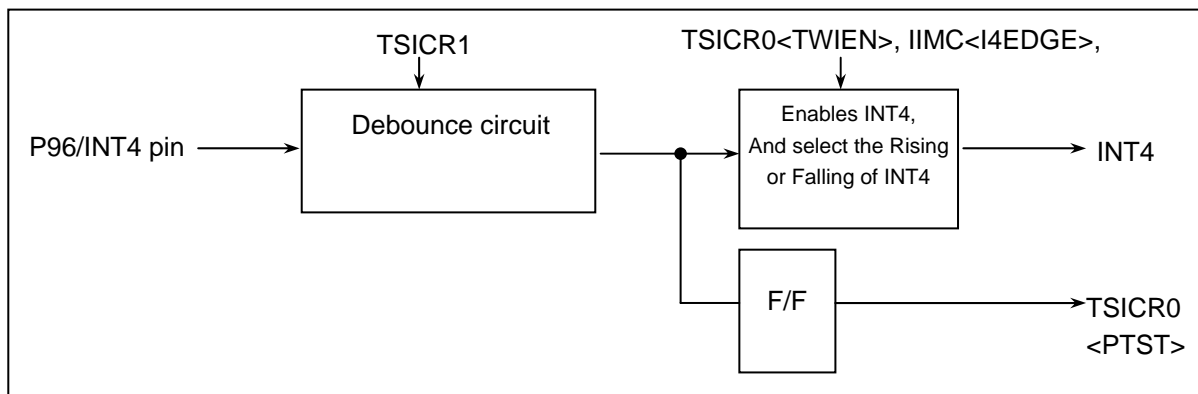 TSICR1
TSICR0<TWIEN>, IIMC<I4EDGE>,
P96/INT4 pin
Debounce circuit
Enables INT4,
And select the Rising
or Falling of INT4
INT4
F/F
TSICR0
<PTST>